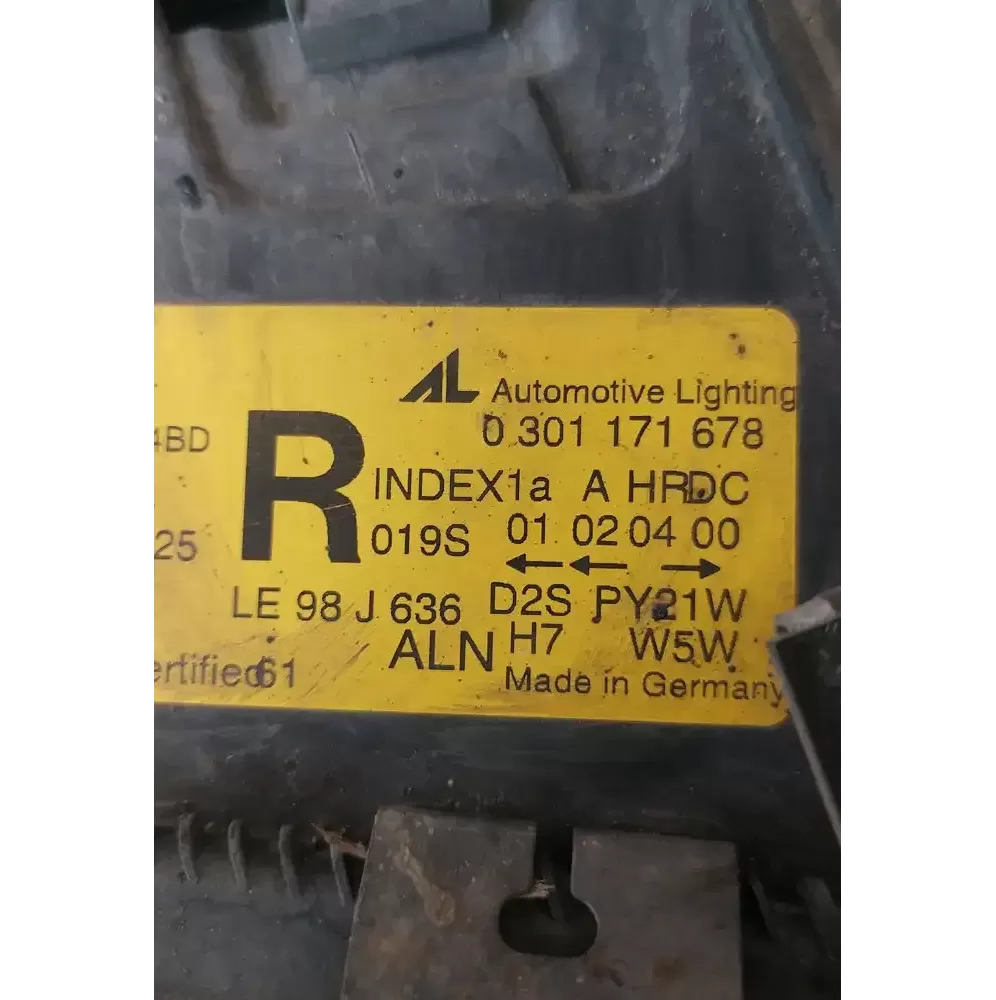 AL Automotive Lighting
0 301 171 678
4BD
R
INDEX1a A HRDC
25
019S 01 02 04 00
← ← →
LE 98 J 636 D2S PY21W
ALN H7 W5W
ertified61
Made in Germany